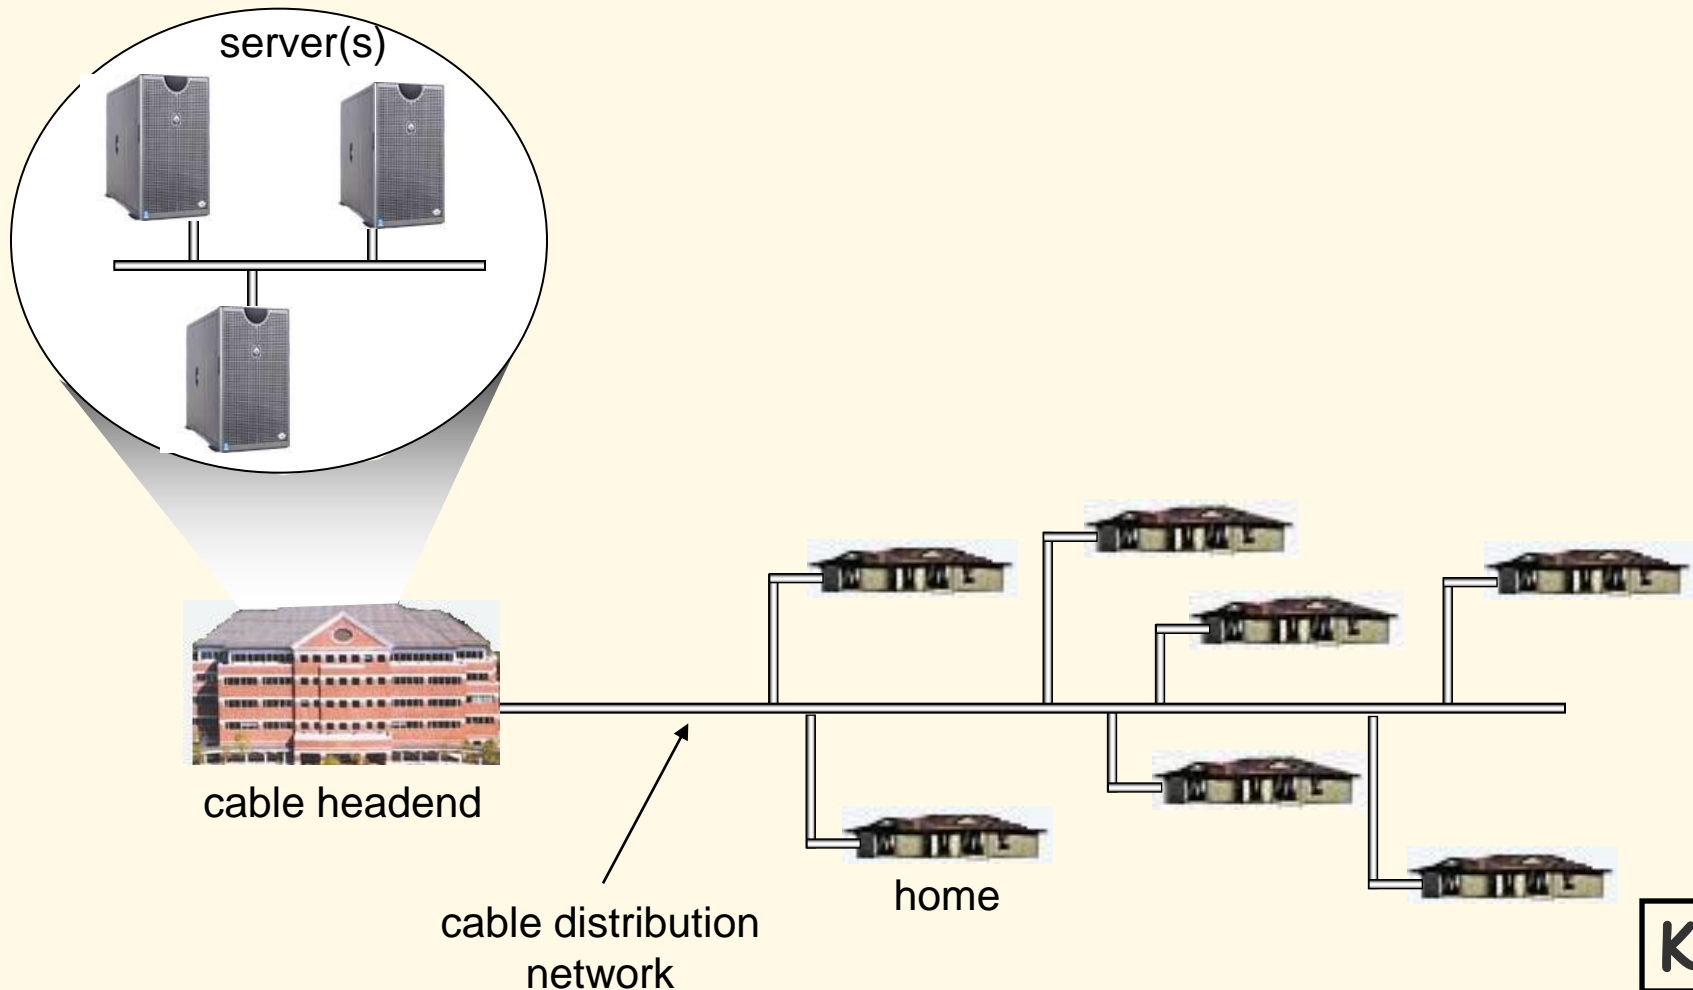 server(s)
cable headend
home
cable distribution
network
K